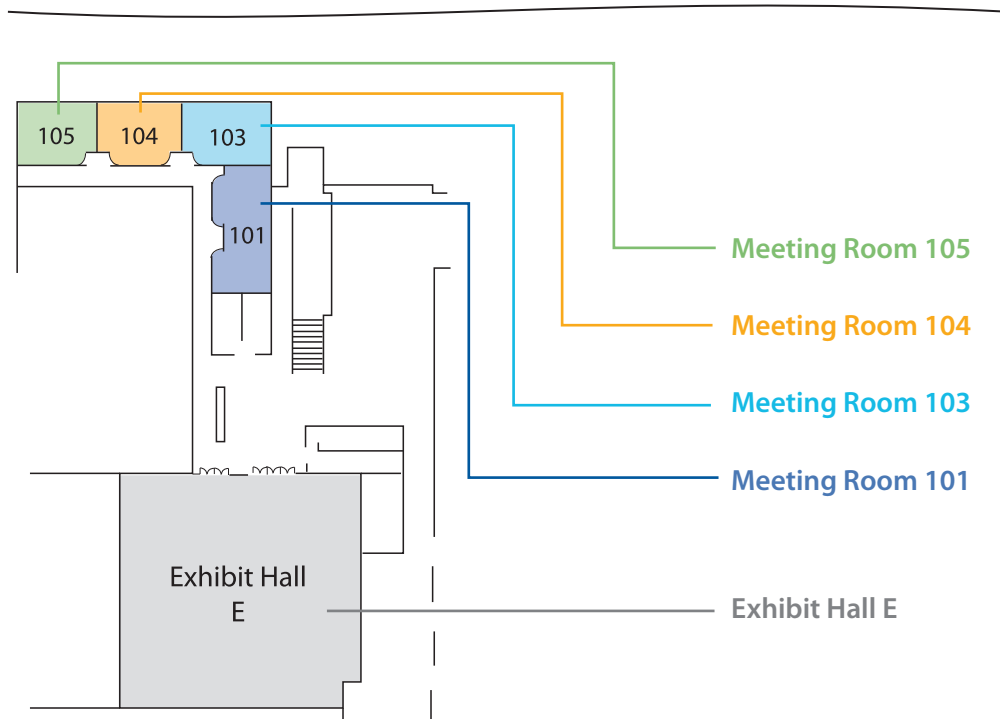 105
104
103
101
Meeting Room 105
Meeting Room 104
Meeting Room 103
Meeting Room 101
Exhibit Hall
E
Exhibit Hall E